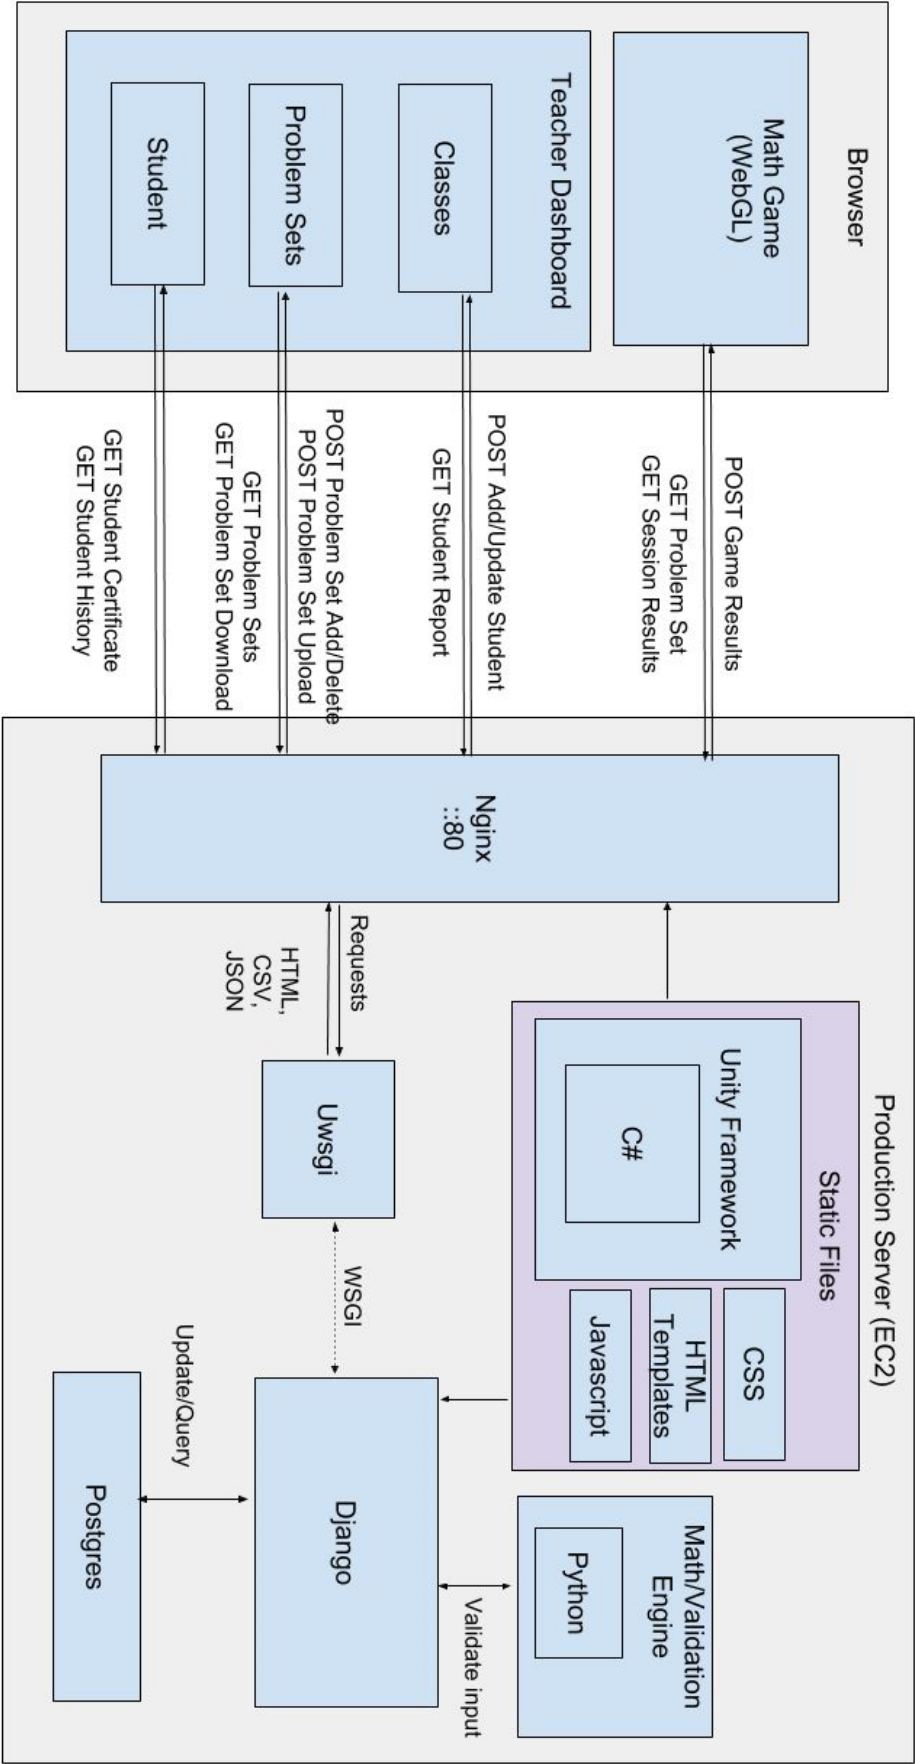 Browser
Math Game
(WebGL)
Teacher Dashboard
Classes
Problem Sets
Student
POST Game Results
GET Problem Set
GET Session Results
POST Add/Update Student
GET Student Report
POST Problem Set Add/Delete
POST Problem Set Upload
GET Problem Sets
GET Problem Set Download
GET Student Certificate
GET Student History
Production Server (EC2)
Nginx
::80
Static Files
Unity Framework
C#
CSS
HTML
Templates
Javascript
Requests
HTML,
CSV,
JSON
Uwsgi
WSGI
Django
Math/Validation
Engine
Python
Validate input
Update/Query
Postgres